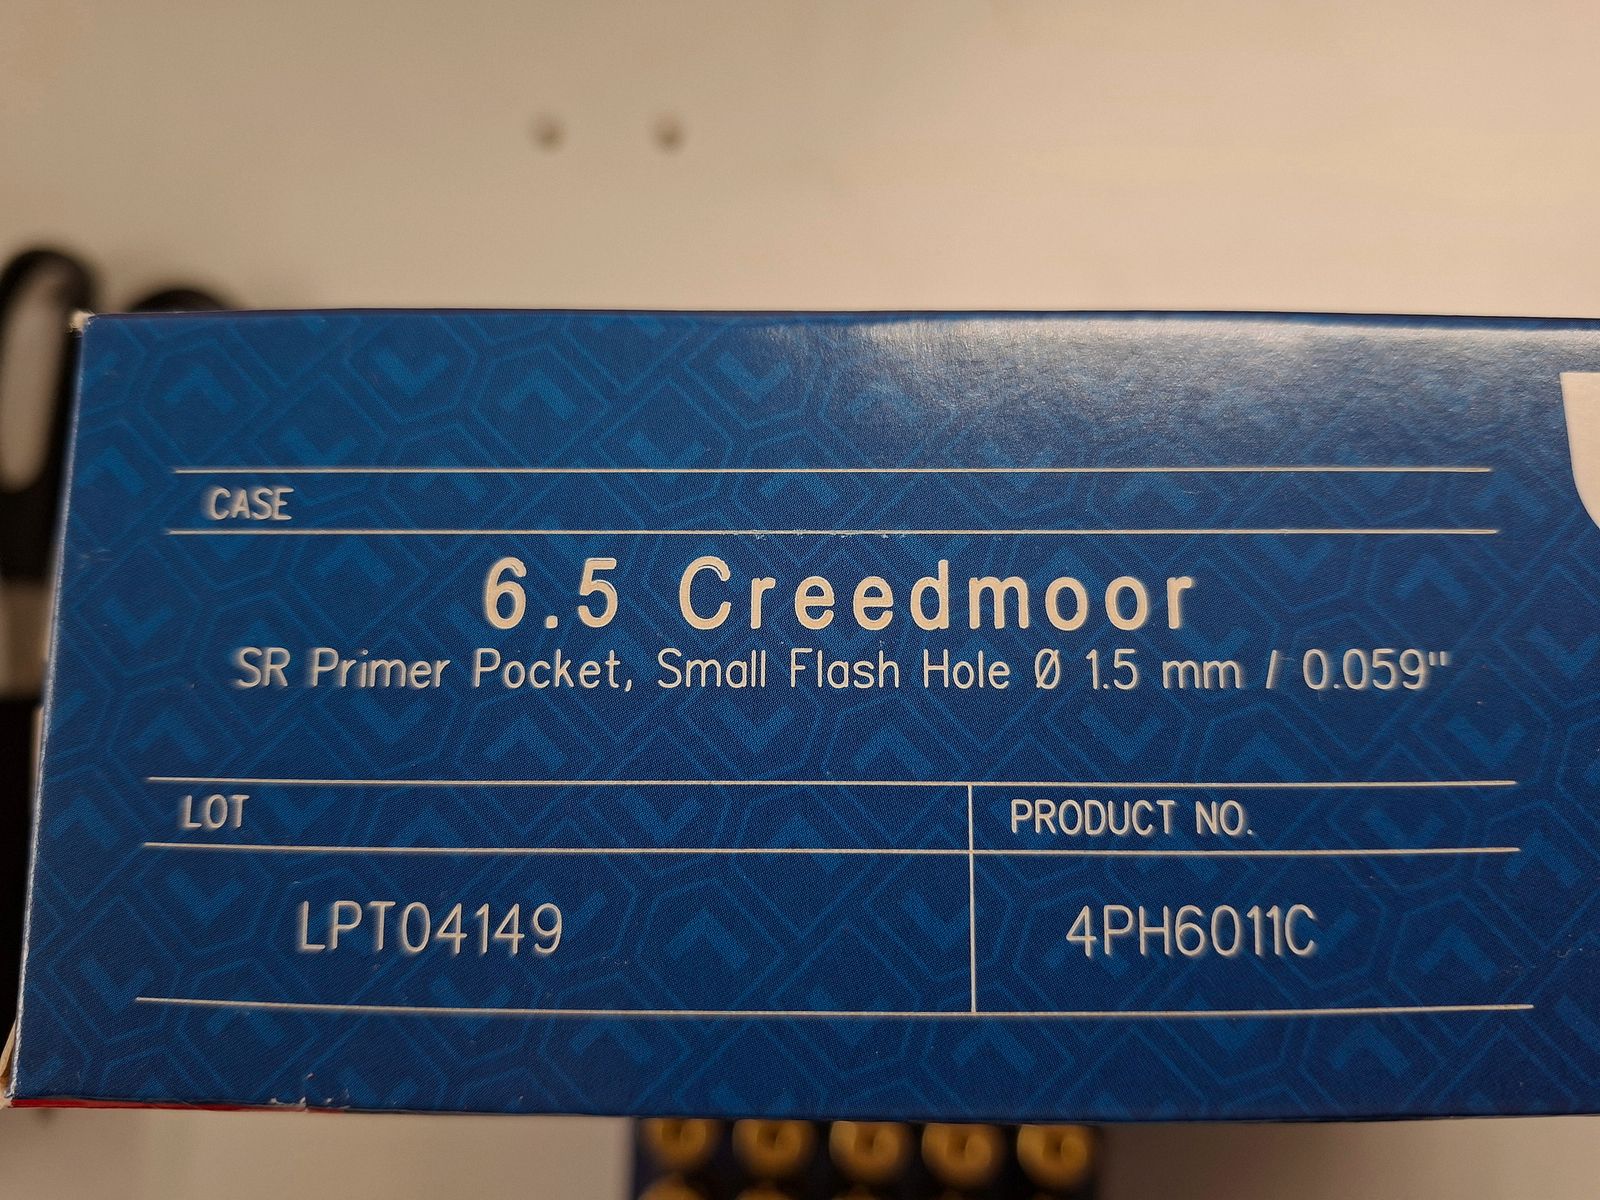 CASE
6.5 Creedmoor
SR Primer Pocket, Small Flash Hole Ø 1.5 mm / 0.059"
LOT
PRODUCT NO.
LPT04149
4PH6011C